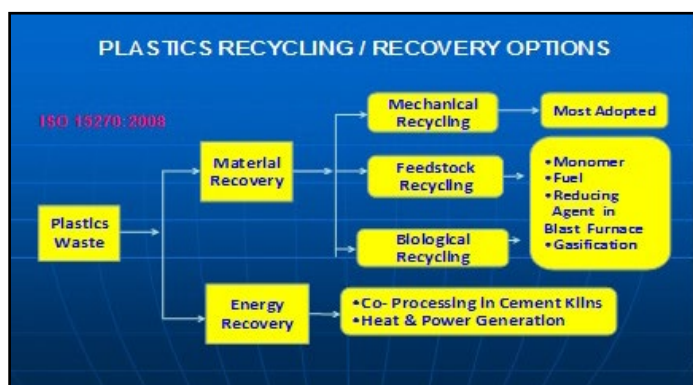 PLASTICS RECYCLING / RECOVERY OPTIONS
ISO 15270:2008
Plastics
Waste
Material
Recovery
Energy
Recovery
Mechanical
Recycling
Feedstock
Recycling
Biological
Recycling
Most Adopted
•Monomer
•Fuel
•Reducing
Agent in
Blast Furnace
•Gasification
•Co- Processing in Cement Kilns
•Heat & Power Generation